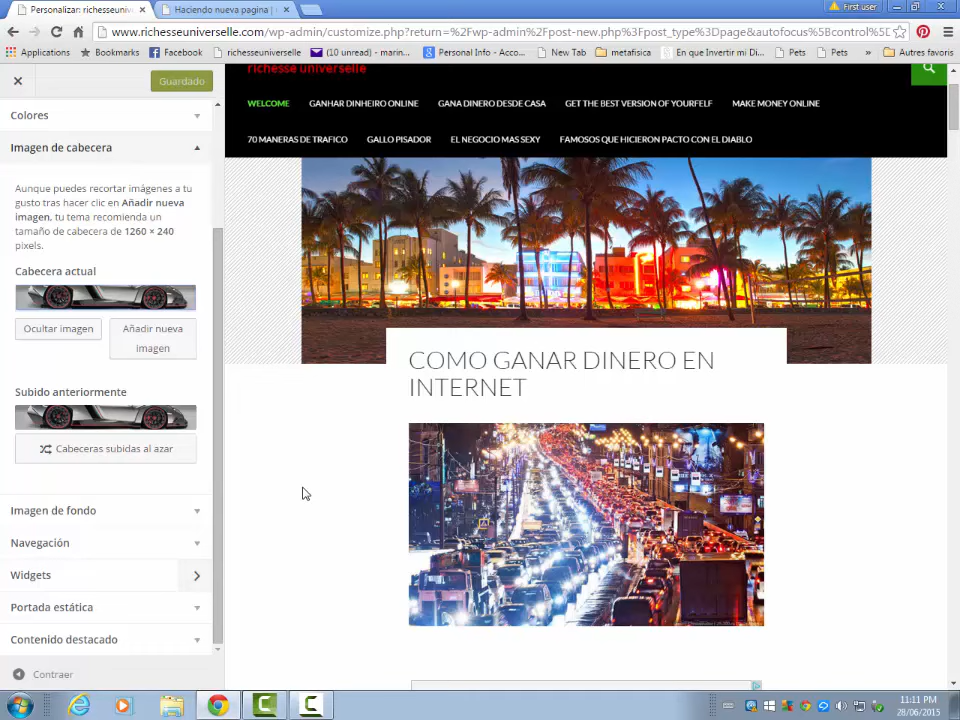 Personalizar: richesseuniv
Haciendo nueva pagina |
First user
www.richesseuniverselle.com/wp-admin/customize.php?return=%2Fwp-admin%2Fpost-new.php%3Fpost_type%3Dpage&autofocus%5Bcontrol%5D
Applications
Bookmarks
Facebook
richesseuniverselle
(10 unread) - marin...
Personal Info - Acco...
New Tab
metafisica
En que Invertir mi Di...
Pets
Pets
»
Otros favoris
Guardado
Colores
Imagen de cabecera
Aunque puedes recortar imágenes a tu
gusto tras hacer clic en Añadir nueva
imagen, tu tema recomienda un
tamaño de cabecera de 1260 × 240
pixels.
Cabecera actual
Ocultar imagen
Añadir nueva
imagen
Subido anteriormente
Cabeceras subidas al azar
Imagen de fondo
Navegación
Widgets
Portada estática
Contenido destacado
Contraer
richesse universelle
WELCOME
GANHAR DINHEIRO ONLINE
GANA DINERO DESDE CASA
GET THE BEST VERSION OF YOURFELF
MAKE MONEY ONLINE
70 MANERAS DE TRAFICO
GALLO PISADOR
EL NEGOCIO MAS SEXY
FAMOSOS QUE HICIERON PACTO CON EL DIABLO
COMO GANAR DINERO EN
INTERNET
11:11 PM
28/06/2015